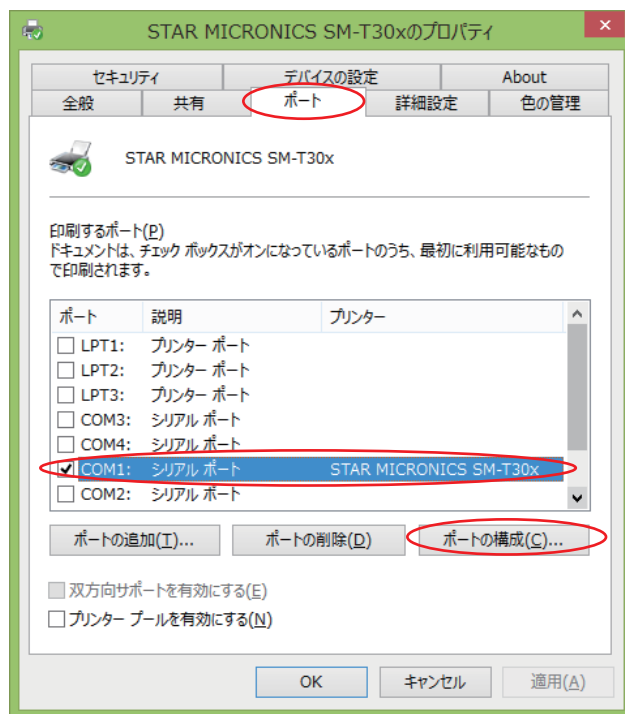 STAR MICRONICS SM-T30xのプロパティ
×
セキュリティ デバイスの設定 About
全般 共有 ポート 詳細設定 色の管理
STAR MICRONICS SM-T30x
印刷するポート(P)
ドキュメントは、チェック ボックスがオンになっているポートのうち、最初に利用可能なもの
で印刷されます。
ポート 説明 プリンター
LPT1: プリンター ポート
LPT2: プリンター ポート
LPT3: プリンター ポート
COM3: シリアル ポート
COM4: シリアル ポート
COM1: シリアル ポート STAR MICRONICS SM-T30x
COM2: シリアル ポート
ポートの追加(T)... ポートの削除(D) ポートの構成(C)...
双方向サポートを有効にする(E)
プリンター プールを有効にする(N)
OK キャンセル 適用(A)